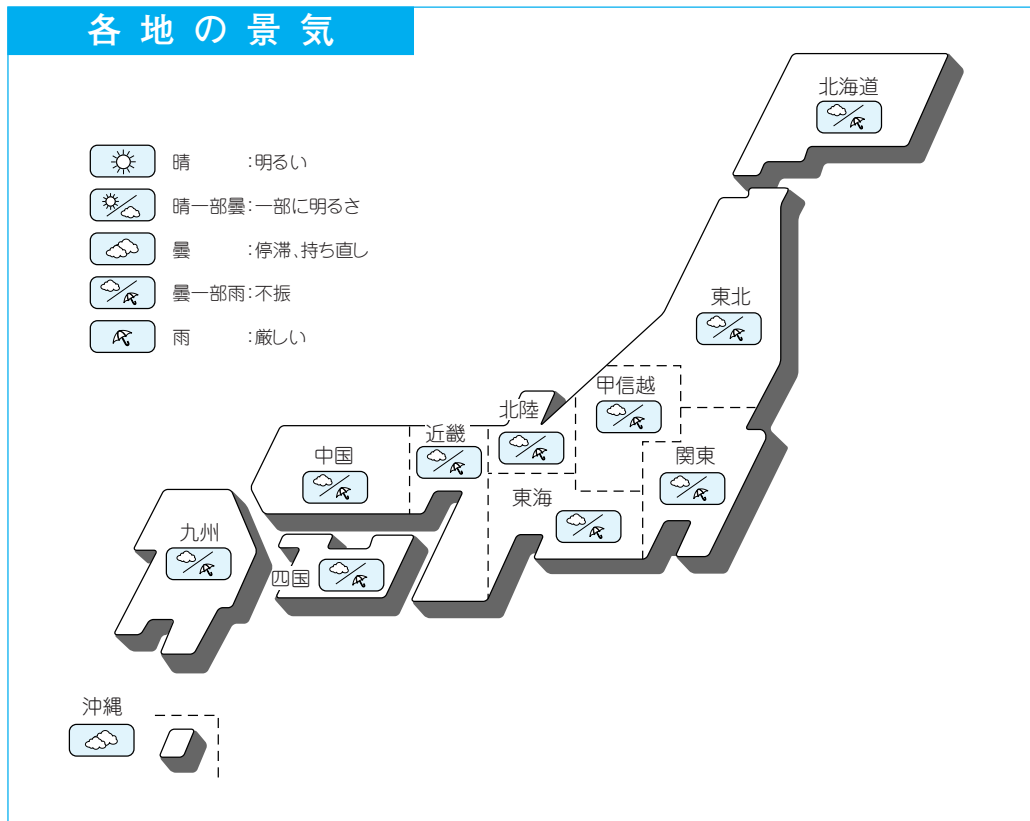 各地の景気
晴　　　：明るい
晴一部曇：一部に明るさ
曇　　　：停滞、持ち直し
曇一部雨：不振
雨　　　：厳しい
北海道
東北
甲信越
北陸
近畿
中国
関東
東海
九州
四国
沖縄